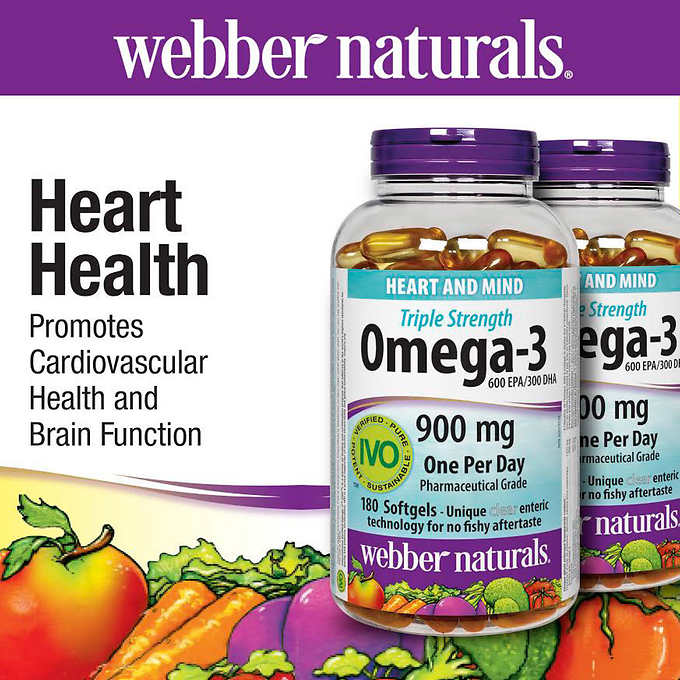 webber naturals®
Heart
Health
Promotes
Cardiovascular
Health and
Brain Function
HEART AND MIND
Triple Strength
Omega-3
600 EPA/300 DHA
VERIFIED · PURE
IVO
POTENT · SUSTAINABLE
900 mg
One Per Day
Pharmaceutical Grade
180 Softgels - Unique clear enteric
technology for no fishy aftertaste
webber naturals®
AND MIND
Strength
ega-3
600 EPA/300 D
00 mg
One Per Day
armaceutical Grade
- Unique clear enteric
no fishy aftertaste
naturals®